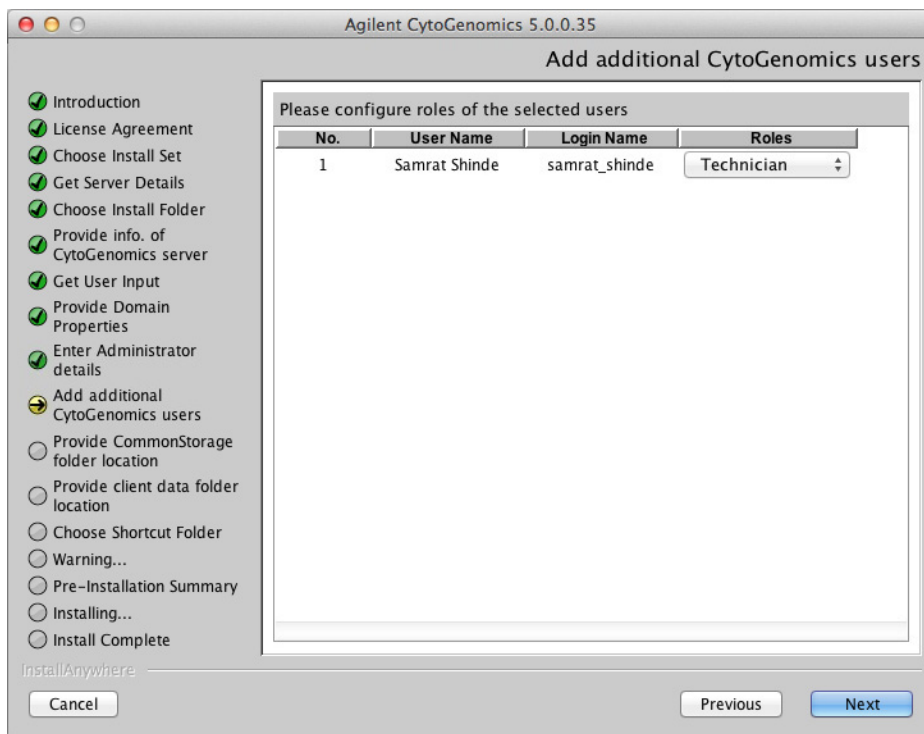 Agilent CytoGenomics 5.0.0.35
Add additional CytoGenomics users
Introduction
License Agreement
Choose Install Set
Get Server Details
Choose Install Folder
Provide info. of
CytoGenomics server
Get User Input
Provide Domain
Properties
Enter Administrator
details
Add additional
CytoGenomics users
Provide CommonStorage
folder location
Provide client data folder
location
Choose Shortcut Folder
Warning...
Pre-Installation Summary
Installing...
Install Complete
Please configure roles of the selected users
No. User Name Login Name Roles
1 Samrat Shinde samrat_shinde Technician
InstallAnywhere
Cancel Previous Next